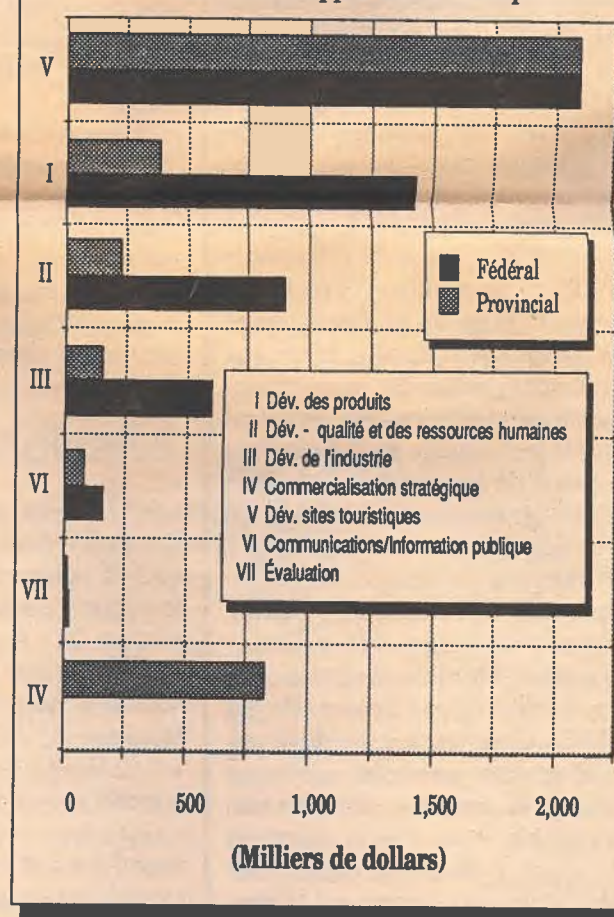 V
I
II
III
VI
VII
IV
Fédéral
Provincial
I Dév. des produits
II Dév. - qualité et des ressources humaines
III Dév. de l'industrie
IV Commercialisation stratégique
V Dév. sites touristiques
VI Communications/Information publique
VII Évaluation
0 500 1,000 1,500 2,000
(Milliers de dollars)